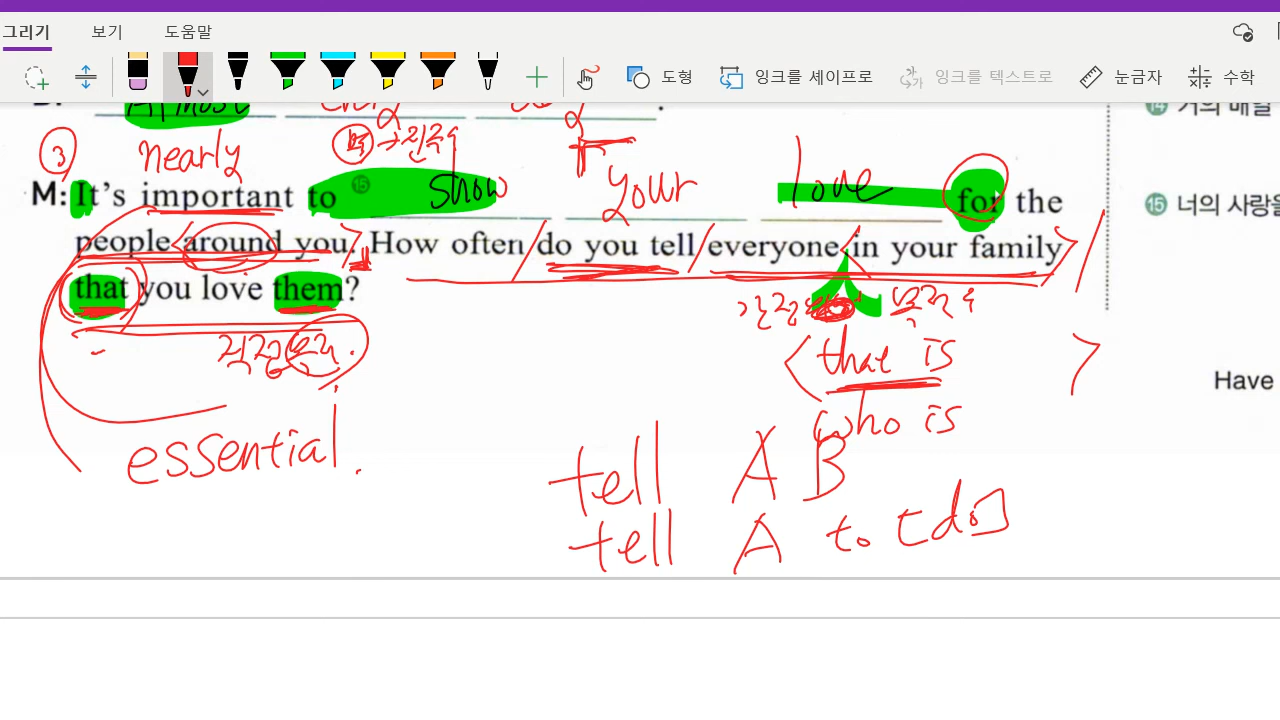 그리기 보기 도움말
도형 잉크를 셰이프로 잉크를 텍스트로 눈금자 수학
Almost every
거의 매일
③ nearly
M: It's important to ⑮ show your love for the
⑮ 너의 사랑을
people around you. How often do you tell everyone in your family
that you love them?
that is
Have
who is
essential.
tell A B
tell A to